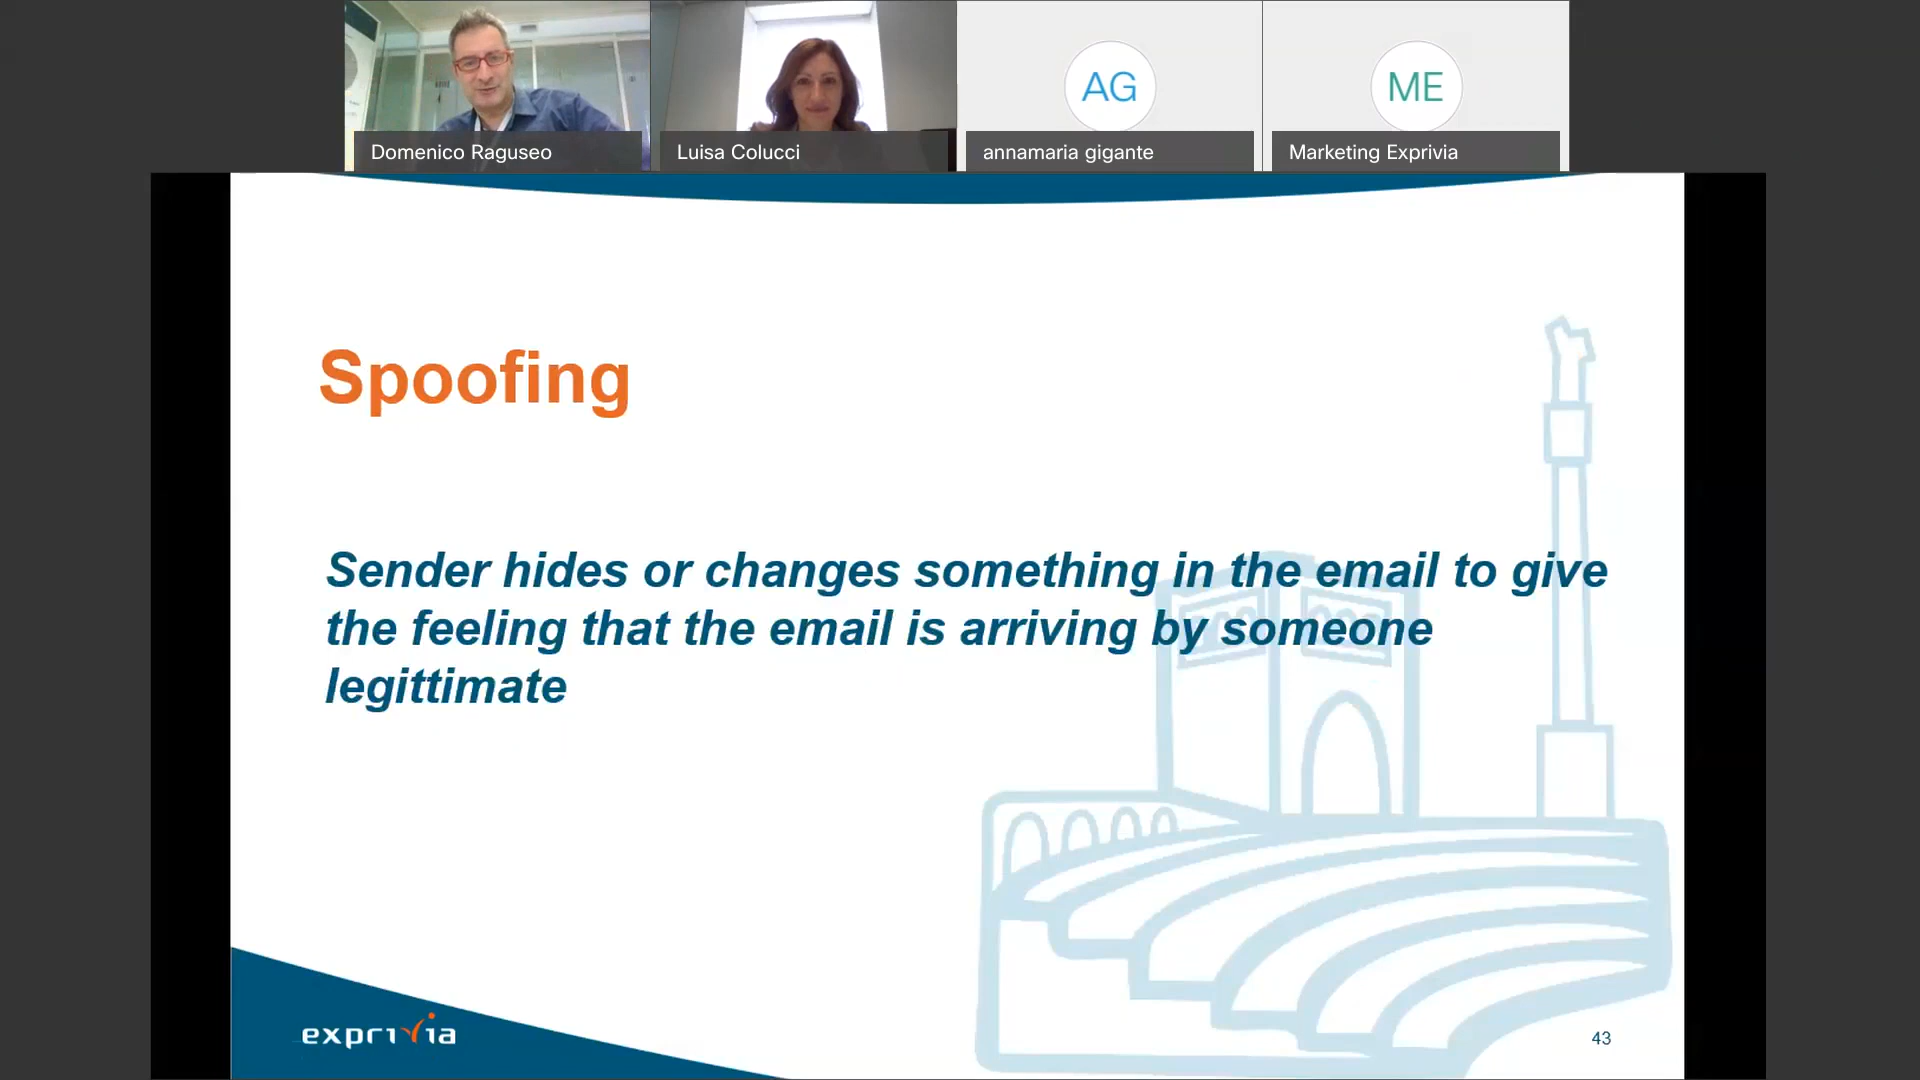 AG
ME
Domenico Raguseo
Luisa Colucci
annamaria gigante
Marketing Exprivia
Spoofing
Sender hides or changes something in the email to give
the feeling that the email is arriving by someone
legittimate
exprivia
43